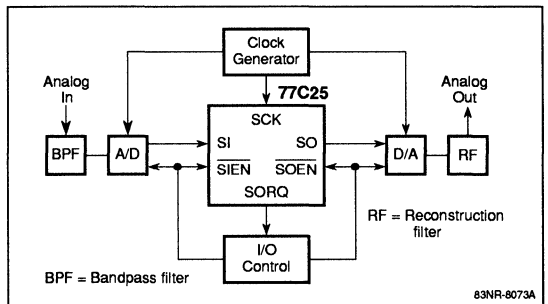 Clock
Generator
77C25
Analog
In
Analog
Out
SCK
SI
SO
BPF
A/D
D/A
RF
SIEN
SOEN
SORQ
RF = Reconstruction
filter
I/O
Control
BPF = Bandpass filter
83NR-8073A